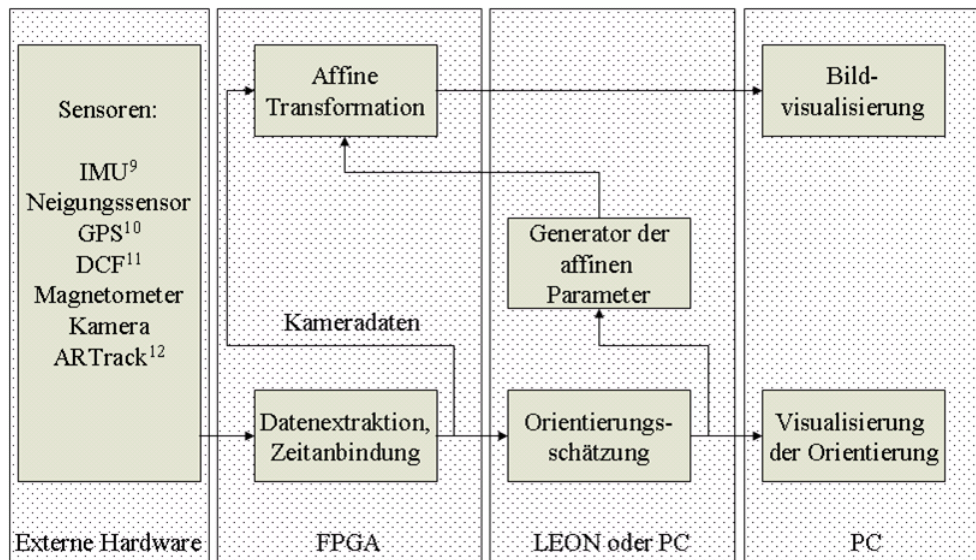 Sensoren:
IMU⁹
Neigungssensor
GPS¹⁰
DCF¹¹
Magnetometer
Kamera
ARTrack¹²
Externe Hardware
Affine
Transformation
Kameradaten
Datenextraktion,
Zeitanbindung
FPGA
Generator der
affinen
Parameter
Orientierungs-
schätzung
LEON oder PC
Bild-
visualisierung
Visualisierung
der Orientierung
PC